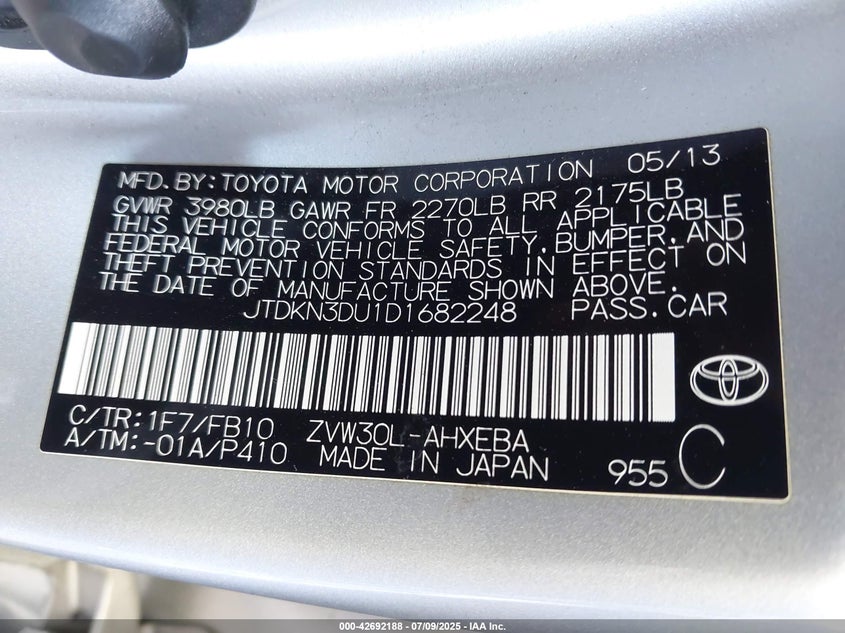 MFD.BY:TOYOTA MOTOR CORPORATION 05/13
GVWR 3980LB GAWR FR 2270LB RR 2175LB
THIS VEHICLE CONFORMS TO ALL APPLICABLE
FEDERAL MOTOR VEHICLE SAFETY,BUMPER,AND
THEFT PREVENTION STANDARDS IN EFFECT ON
THE DATE OF MANUFACTURE SHOWN ABOVE.
JTDKN3DU1D1682248 PASS.CAR
C/TR:1F7/FB10 ZVW30L-AHXEBA
A/TM:-01A/P410 MADE IN JAPAN 955 C
000-42692188 - 07/09/2025 - IAA Inc.